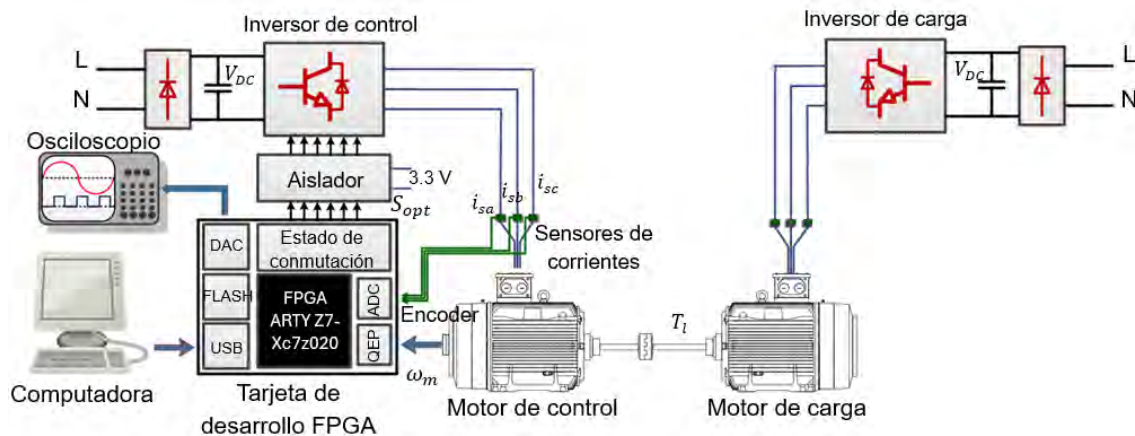 Inversor de control
Inversor de carga
L
N
V_DC
V_DC
L
N
Osciloscopio
Aislador
3.3 V
S_opt
i_sa
i_sb
i_sc
Sensores de
corrientes
DAC
Estado de
conmutación
FLASH
FPGA
ARTY Z7-
Xc7z020
ADC
Encoder
USB
QEP
ω_m
T_l
Computadora
Tarjeta de
desarrollo FPGA
Motor de control
Motor de carga